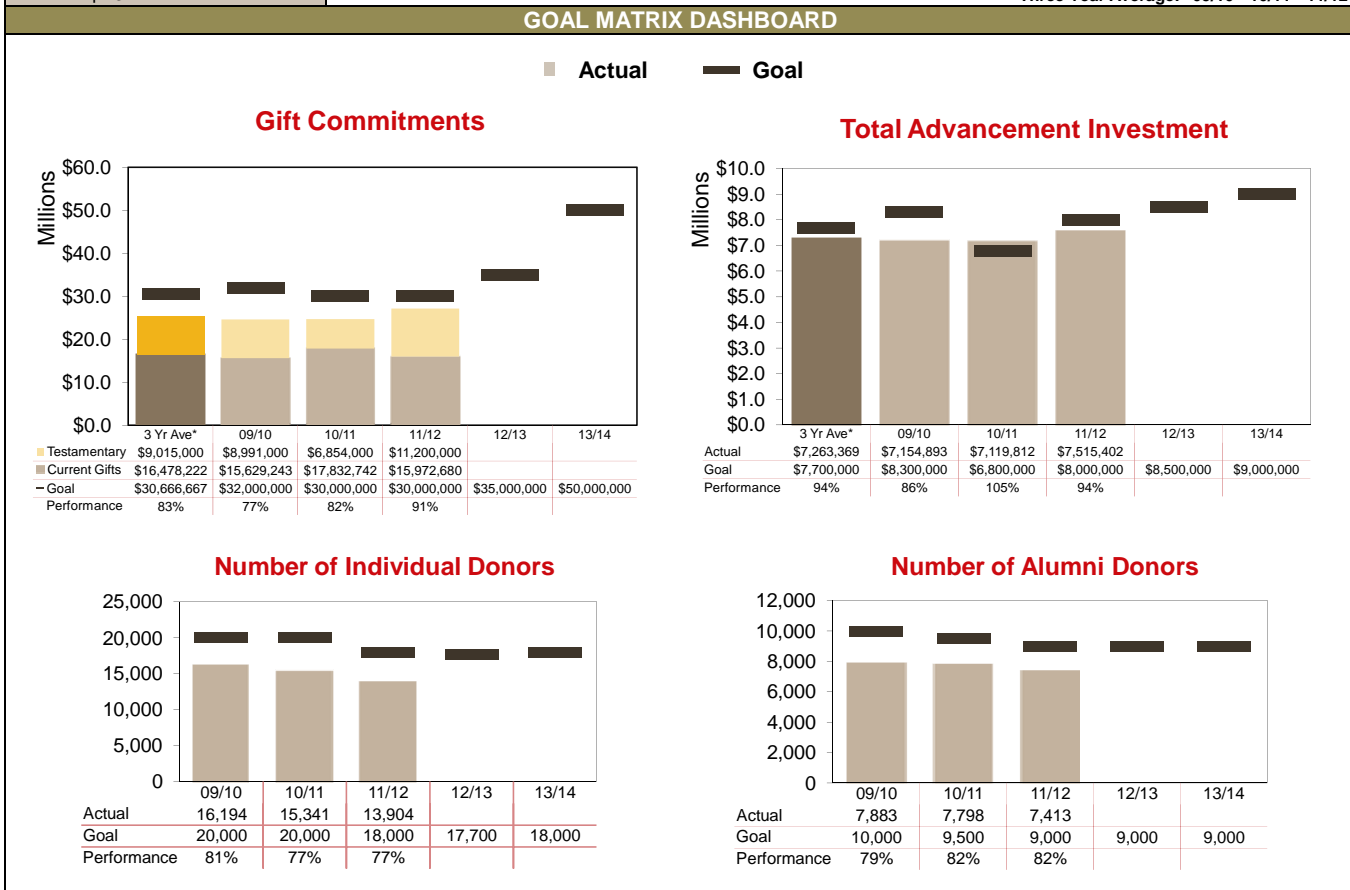 GOAL MATRIX DASHBOARD
Actual Goal
Gift Commitments
Millions
$60.0
$50.0
$40.0
$30.0
$20.0
$10.0
$0.0
3 Yr Ave* 09/10 10/11 11/12 12/13 13/14
Testamentary $9,015,000 $8,991,000 $6,854,000 $11,200,000
Current Gifts $16,478,222 $15,629,243 $17,832,742 $15,972,680
Goal $30,666,667 $32,000,000 $30,000,000 $30,000,000 $35,000,000 $50,000,000
Performance 83% 77% 82% 91%
Total Advancement Investment
Millions
$10.0
$9.0
$8.0
$7.0
$6.0
$5.0
$4.0
$3.0
$2.0
$1.0
$0.0
3 Yr Ave* 09/10 10/11 11/12 12/13 13/14
Actual $7,263,369 $7,154,893 $7,119,812 $7,515,402
Goal $7,700,000 $8,300,000 $6,800,000 $8,000,000 $8,500,000 $9,000,000
Performance 94% 86% 105% 94%
Number of Individual Donors
25,000
20,000
15,000
10,000
5,000
0
09/10 10/11 11/12 12/13 13/14
Actual 16,194 15,341 13,904
Goal 20,000 20,000 18,000 17,700 18,000
Performance 81% 77% 77%
Number of Alumni Donors
12,000
10,000
8,000
6,000
4,000
2,000
0
09/10 10/11 11/12 12/13 13/14
Actual 7,883 7,798 7,413
Goal 10,000 9,500 9,000 9,000 9,000
Performance 79% 82% 82%